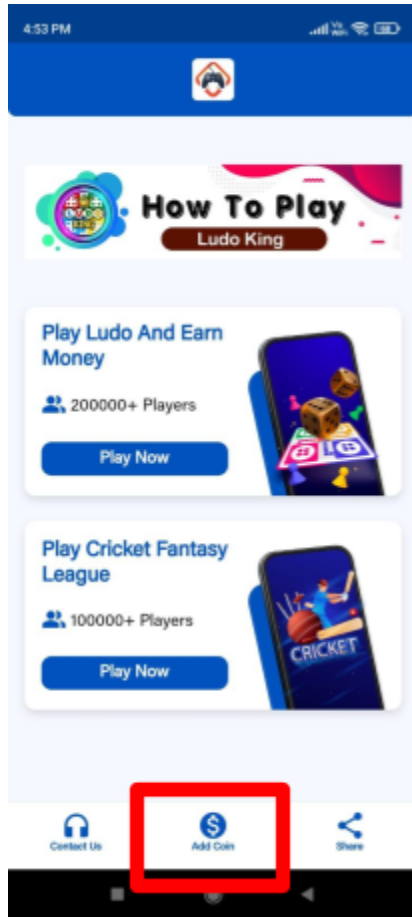 4:53 PM
How To Play
Ludo King
Play Ludo And Earn
Money
200000+ Players
Play Now
Play Cricket Fantasy
League
100000+ Players
Play Now
CRICKET
Contact Us
Add Coin
Share